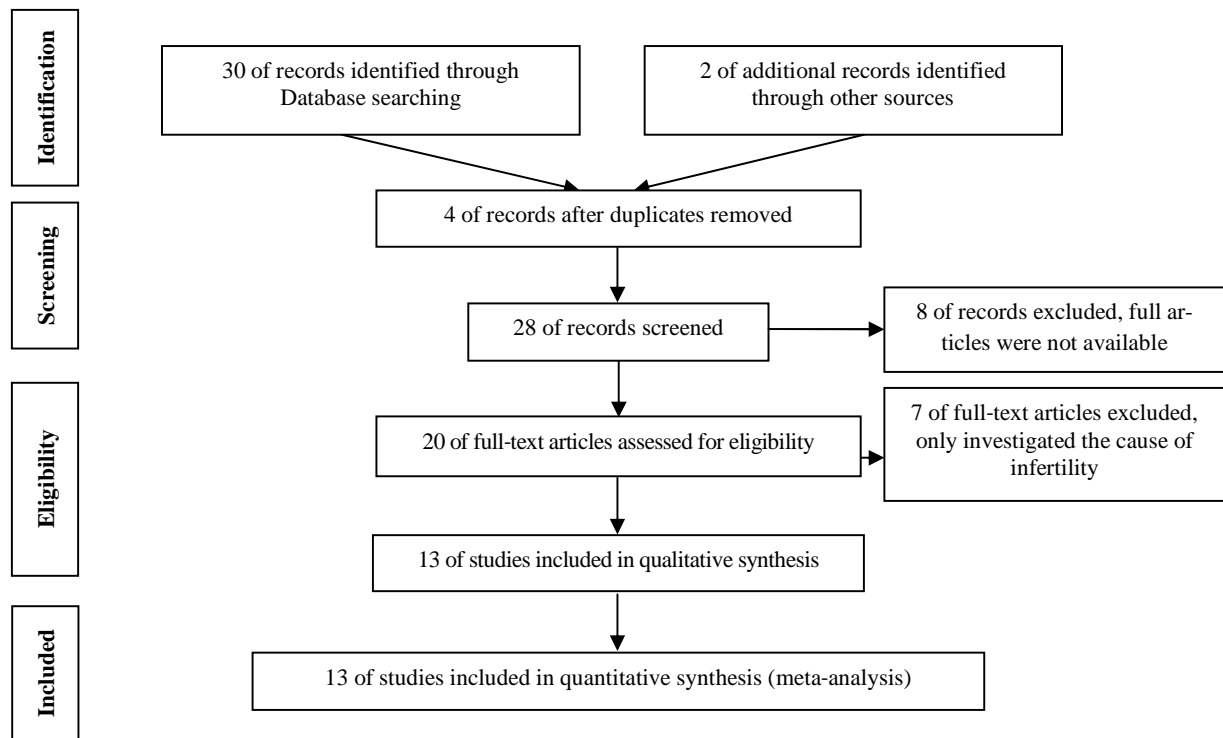 Identification
30 of records identified through
Database searching
2 of additional records identified
through other sources
Screening
4 of records after duplicates removed
28 of records screened
8 of records excluded, full ar-
ticles were not available
Eligibility
20 of full-text articles assessed for eligibility
7 of full-text articles excluded,
only investigated the cause of
infertility
13 of studies included in qualitative synthesis
Included
13 of studies included in quantitative synthesis (meta-analysis)